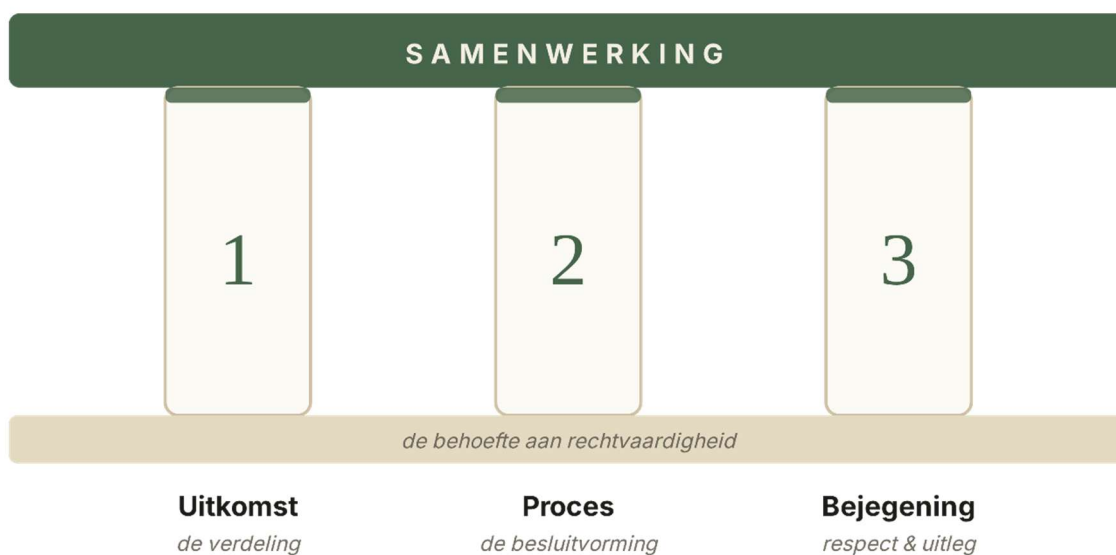 SAMENWERKING
1 2 3
de behoefte aan rechtvaardigheid
Uitkomst Proces Bejegening
de verdeling de besluitvorming respect & uitleg